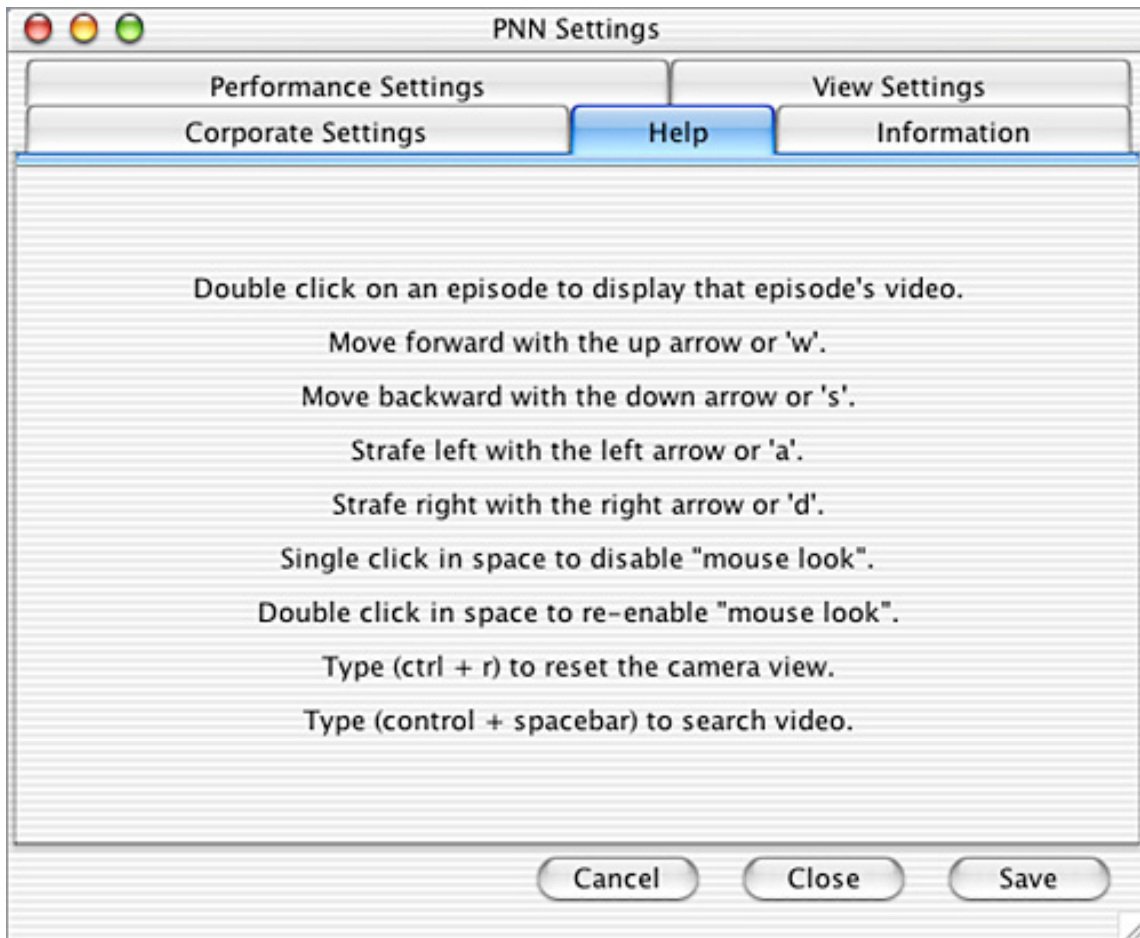 PNN Settings
Performance Settings
View Settings
Corporate Settings
Help
Information
Double click on an episode to display that episode's video.
Move forward with the up arrow or 'w'.
Move backward with the down arrow or 's'.
Strafe left with the left arrow or 'a'.
Strafe right with the right arrow or 'd'.
Single click in space to disable "mouse look".
Double click in space to re-enable "mouse look".
Type (ctrl + r) to reset the camera view.
Type (control + spacebar) to search video.
Cancel
Close
Save